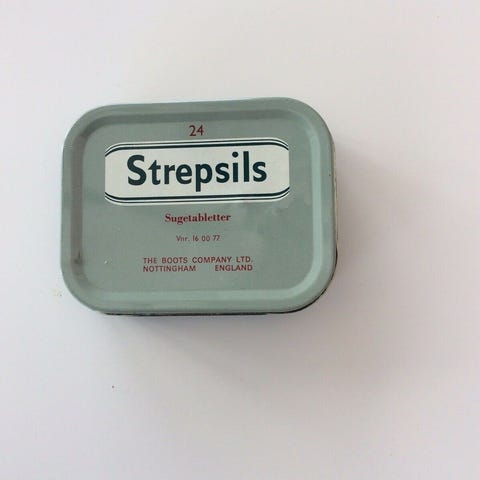 24
Strepsils
Sugetabletter
Vnr. 16 00 77
THE BOOTS COMPANY LTD.
NOTTINGHAM ENGLAND